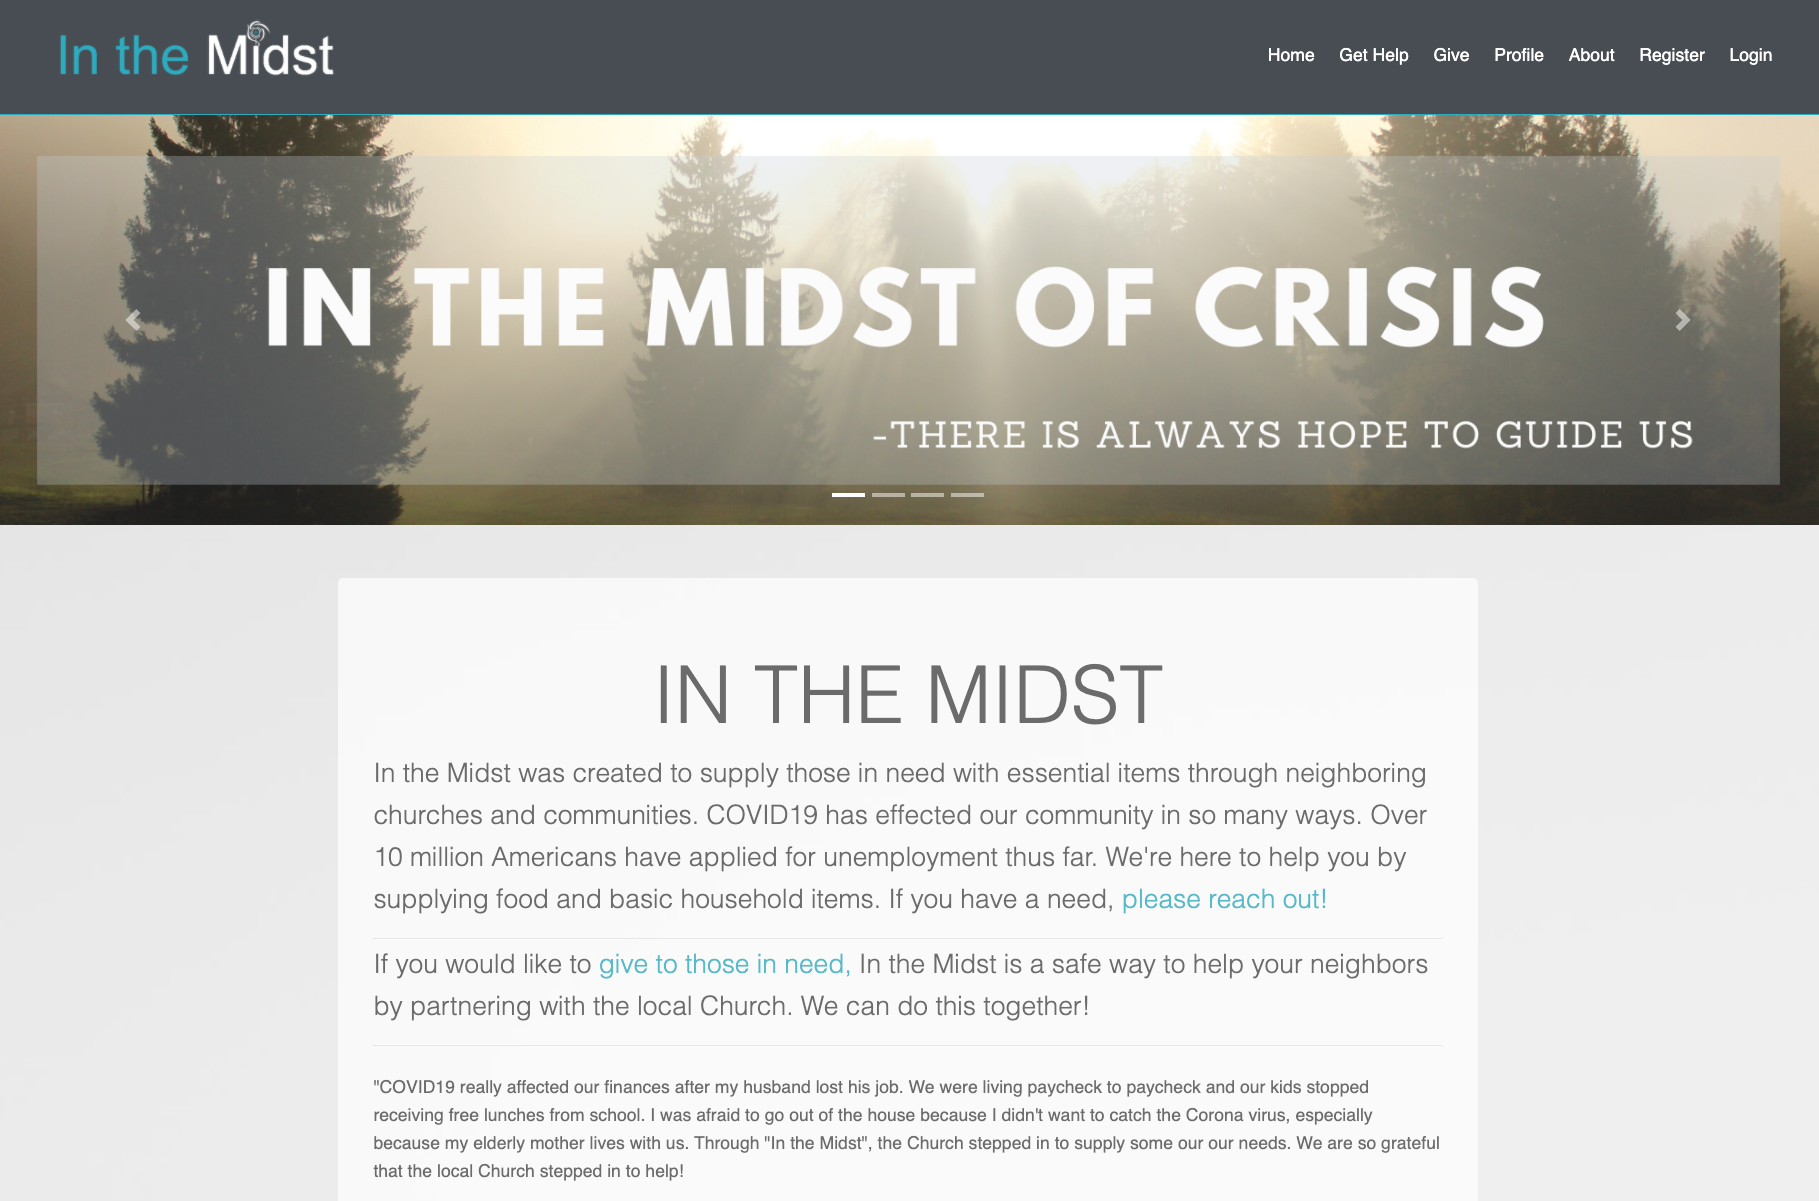 In the Midst
Home Get Help Give Profile About Register Login
IN THE MIDST OF CRISIS
-THERE IS ALWAYS HOPE TO GUIDE US
IN THE MIDST
In the Midst was created to supply those in need with essential items through neighboring
churches and communities. COVID19 has effected our community in so many ways. Over
10 million Americans have applied for unemployment thus far. We're here to help you by
supplying food and basic household items. If you have a need, please reach out!
If you would like to give to those in need, In the Midst is a safe way to help your neighbors
by partnering with the local Church. We can do this together!
"COVID19 really affected our finances after my husband lost his job. We were living paycheck to paycheck and our kids stopped
receiving free lunches from school. I was afraid to go out of the house because I didn't want to catch the Corona virus, especially
because my elderly mother lives with us. Through "In the Midst", the Church stepped in to supply some our our needs. We are so grateful
that the local Church stepped in to help!